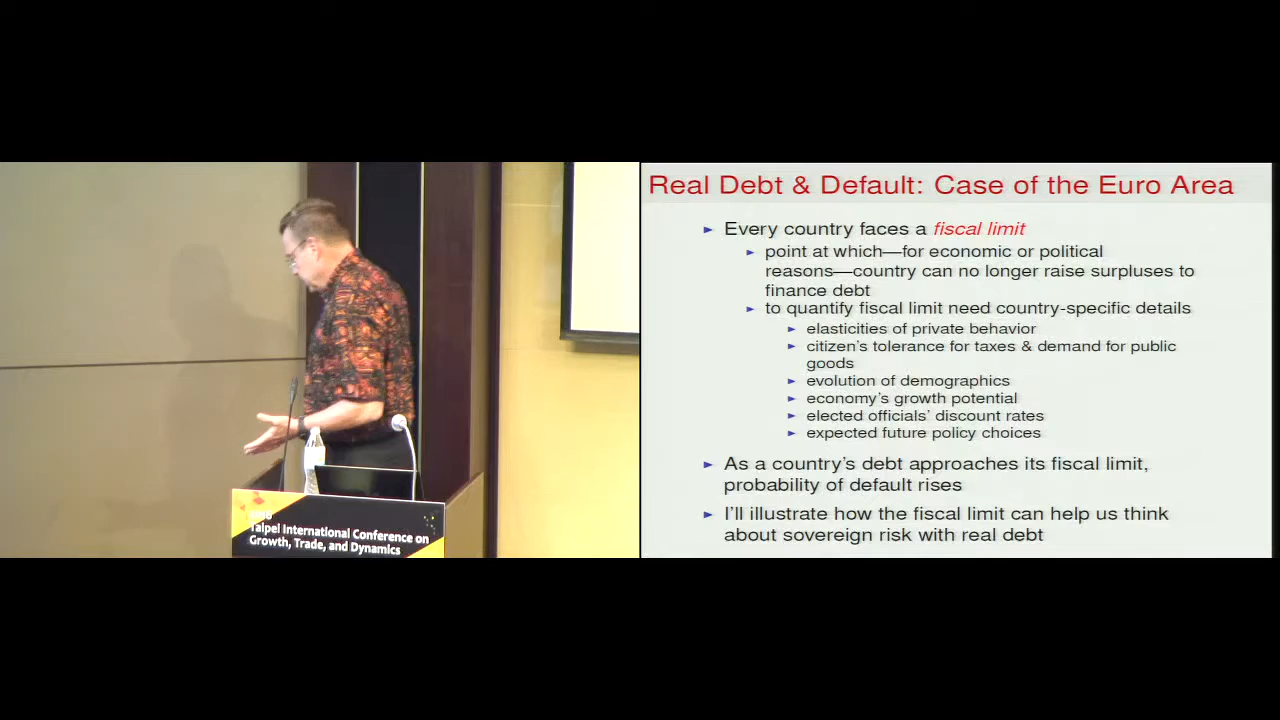 Taipei International Conference on
Growth, Trade, and Dynamics
Real Debt & Default: Case of the Euro Area
► Every country faces a fiscal limit
► point at which—for economic or political
reasons—country can no longer raise surpluses to
finance debt
► to quantify fiscal limit need country-specific details
► elasticities of private behavior
► citizen's tolerance for taxes & demand for public
goods
► evolution of demographics
► economy's growth potential
► elected officials' discount rates
► expected future policy choices
► As a country's debt approaches its fiscal limit,
probability of default rises
► I'll illustrate how the fiscal limit can help us think
about sovereign risk with real debt